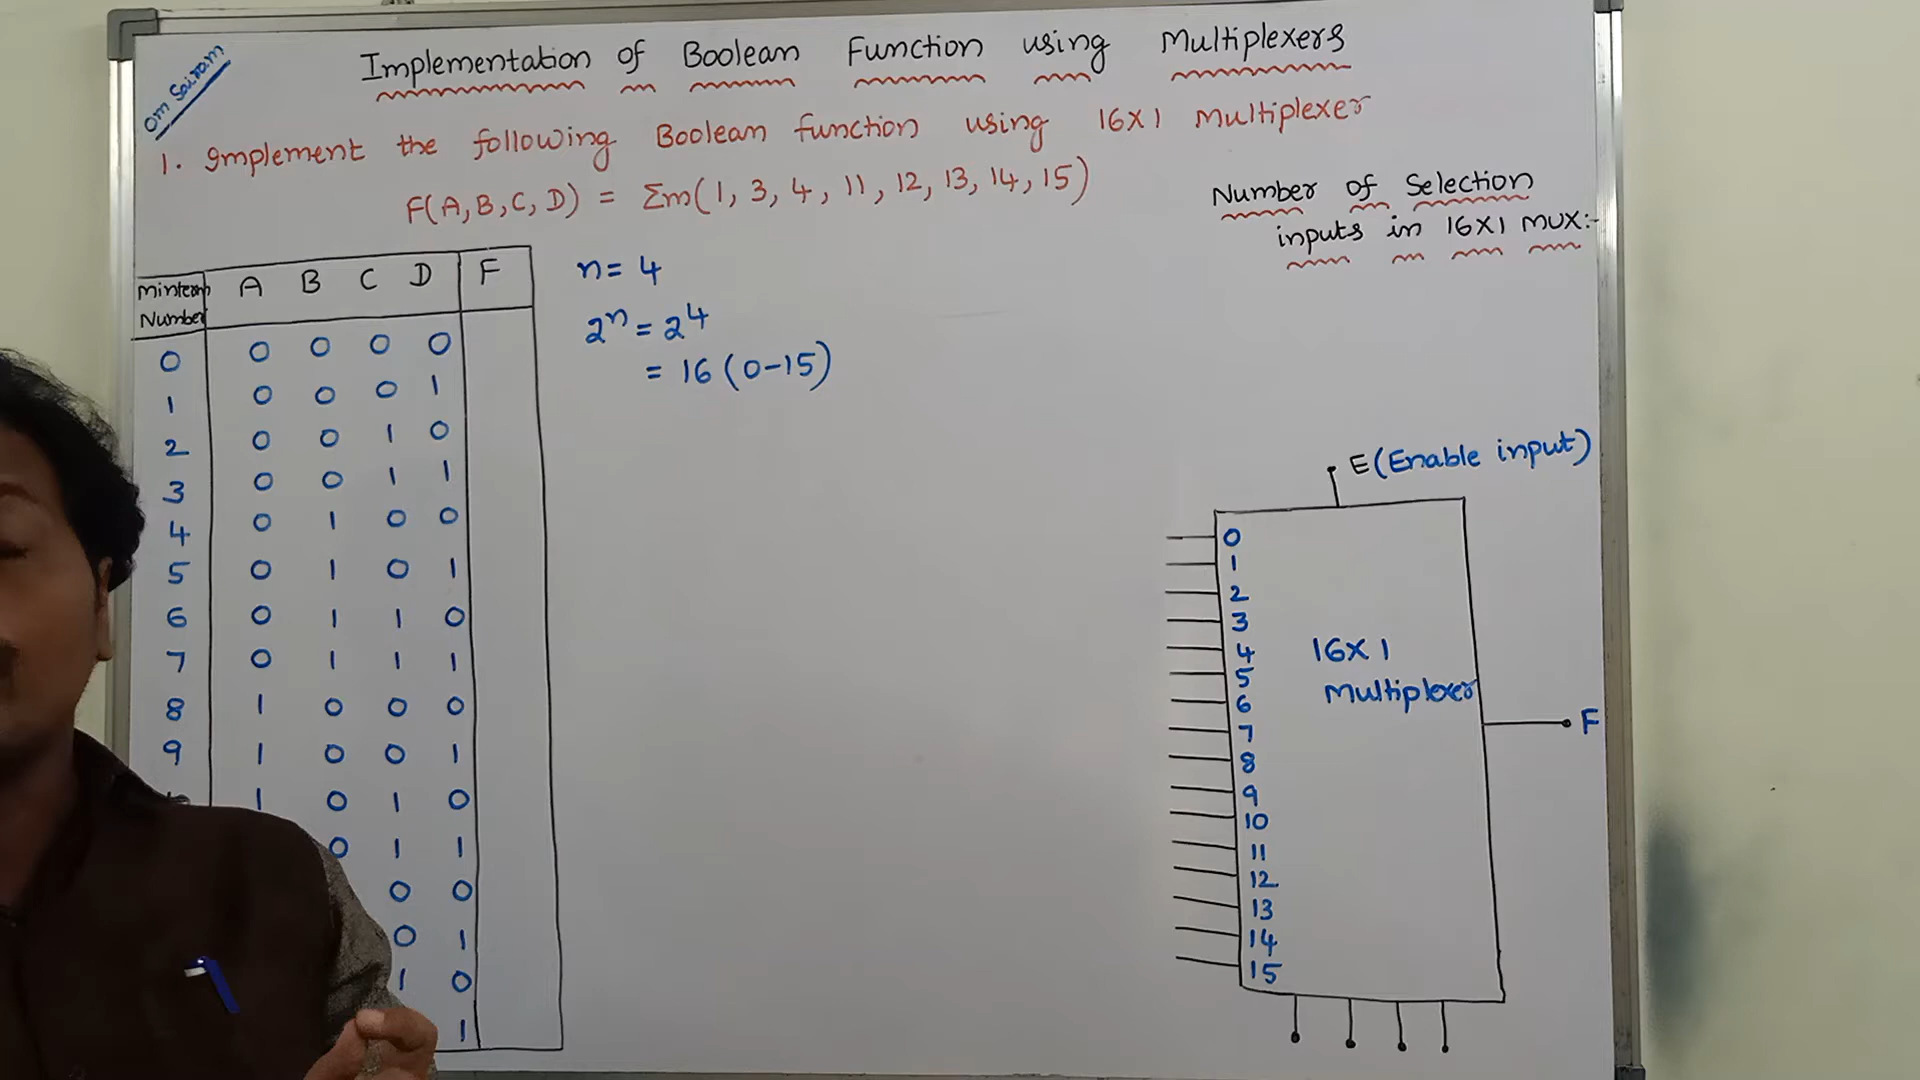 Om Sairam
Implementation of Boolean Function using Multiplexers
1. Implement the following Boolean function using 16X1 Multiplexer
F(A,B,C,D) = Σm(1, 3, 4, 11, 12, 13, 14, 15)
Number of Selection
inputs in 16X1 MUX:-
Minterm Number A B C D F
0 0 0 0 0
1 0 0 0 1
2 0 0 1 0
3 0 0 1 1
4 0 1 0 0
5 0 1 0 1
6 0 1 1 0
7 0 1 1 1
8 1 0 0 0
9 1 0 0 1
1 0 1 0
0 1 1
0 0
0 1
1 0
1
n = 4
2ⁿ = 2⁴
= 16 (0-15)
E(Enable input)
0
1
2
3
4
5
6
7
8
9
10
11
12
13
14
15
16X1
Multiplexer
F